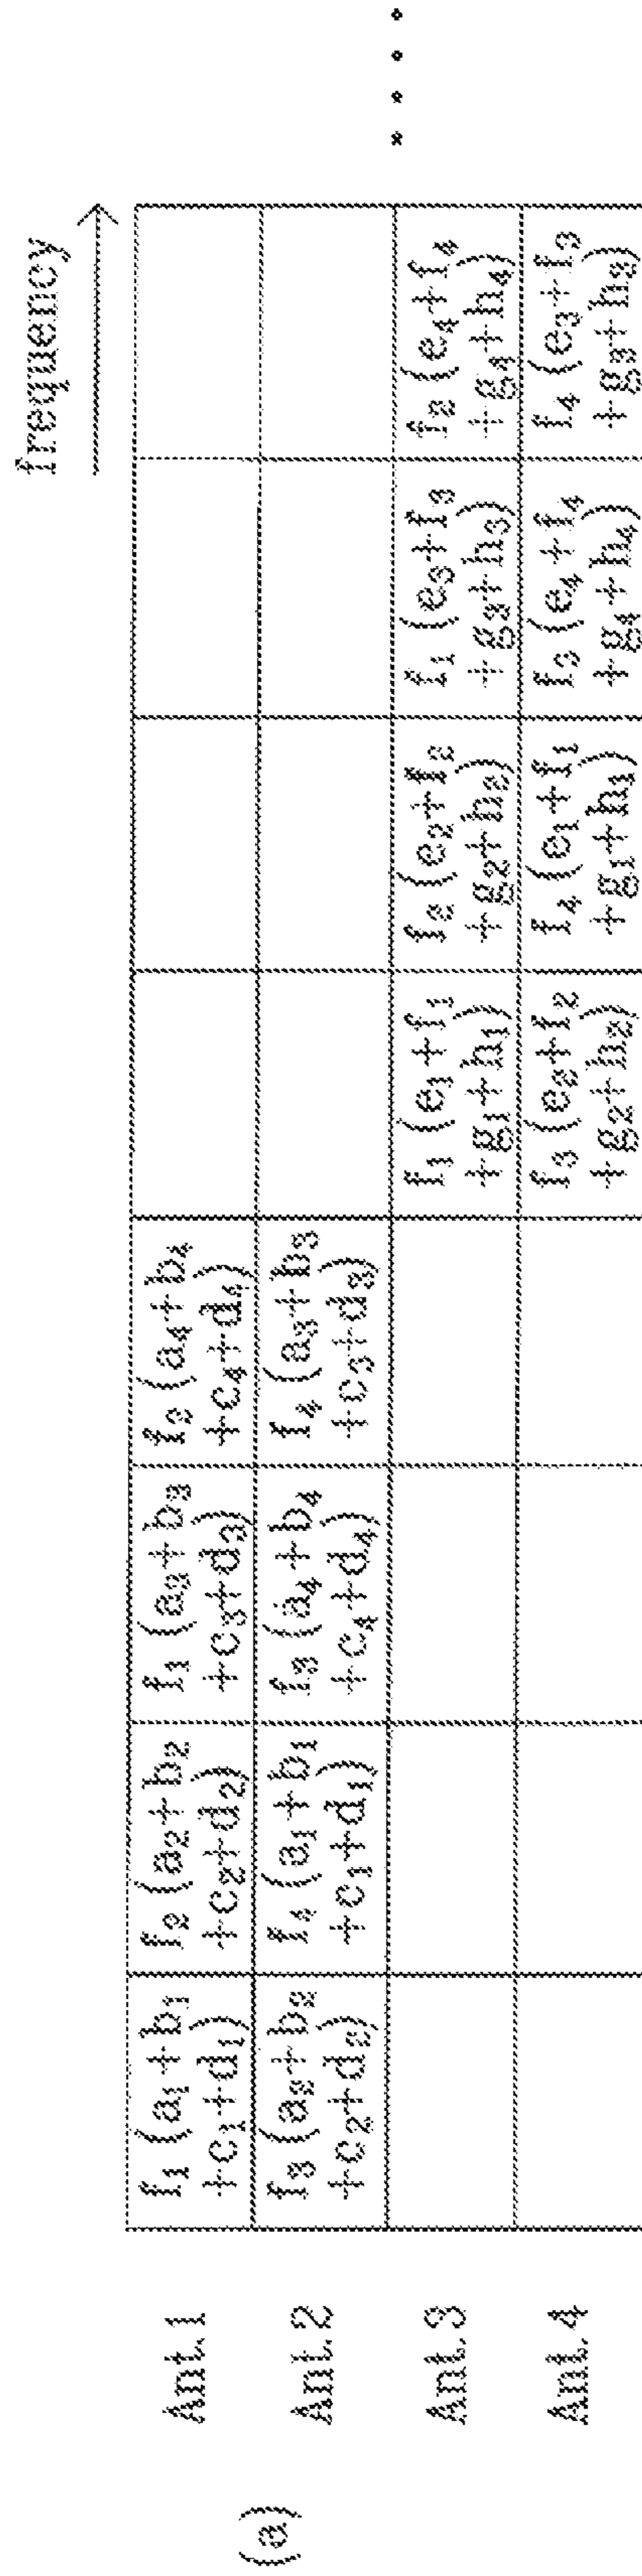 frequency
Ant.1
f₁ (a₁+b₁
+c₁+d₁)
f₂ (a₂+b₂
+c₂+d₂)
f₁ (a₃+b₃
+c₃+d₃)
f₂ (a₄+b₄
+c₄+d₄)
Ant.2
f₃ (a₂+b₂
+c₂+d₂)
f₄ (a₁+b₁
+c₁+d₁)
f₃ (a₄+b₄
+c₄+d₄)
f₄ (a₃+b₃
+c₃+d₃)
Ant.3
f₁ (e₁+f₁
+g₁+h₁)
f₂ (e₂+f₂
+g₂+h₂)
f₁ (e₃+f₃
+g₃+h₃)
f₂ (e₄+f₄
+g₄+h₄)
Ant.4
f₃ (e₂+f₂
+g₂+h₂)
f₄ (e₁+f₁
+g₁+h₁)
f₃ (e₄+f₄
+g₄+h₄)
f₄ (e₃+f₃
+g₃+h₃)
(a)